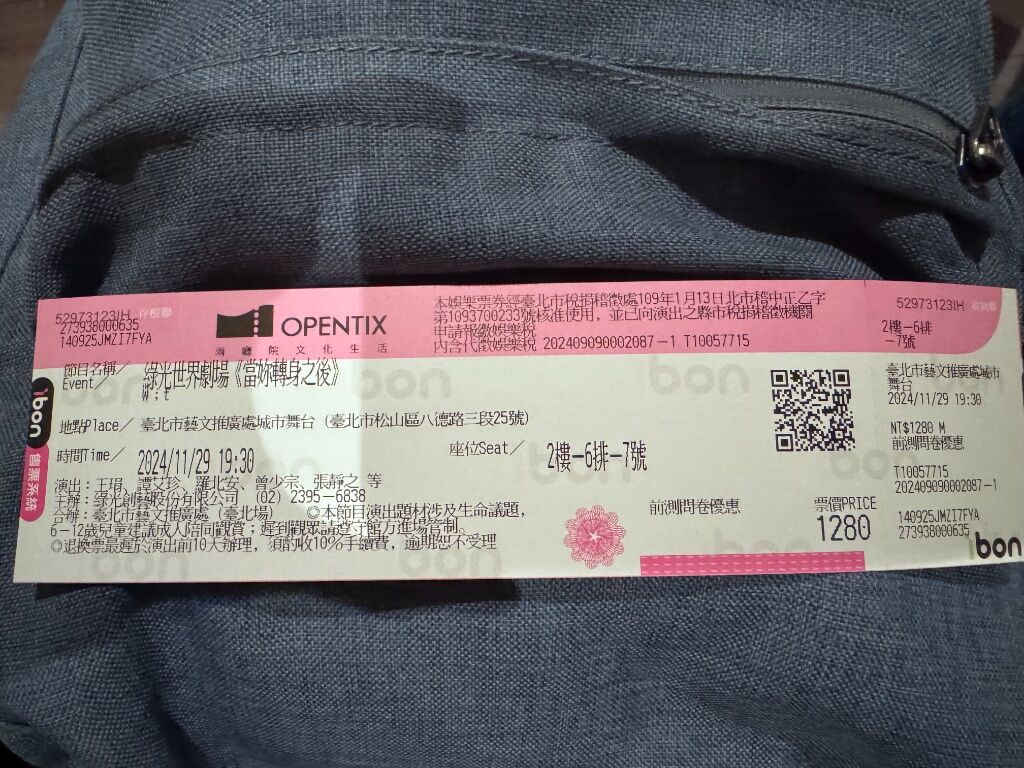 52973123IH 存根聯
273938000635
140925JMZI7FYA
OPENTIX
兩廳院文化生活
本娛樂票券經臺北市稅捐稽徵處109年1月13日北市稽中正乙字
第1093700233號核准使用，並已向演出之縣市稅捐稽徵機關
申請報繳娛樂稅
內含代徵娛樂稅 202409090002087-1 T10057715
節目名稱/
Event/
綠光世界劇場《當妳轉身之後》
W;t
地點Place/ 臺北市藝文推廣處城市舞台（臺北市松山區八德路三段25號）
時間Time/ 2024/11/29 19:30
座位Seat/ 2樓-6排-7號
演出：王琄、譚艾珍、羅北安、曾少宗、張靜之 等
主辦：綠光創藝股份有限公司 (02) 2395-6838
合辦：臺北市藝文推廣處（臺北場） ◎本節目演出題材涉及生命議題，
6-12歲兒童建議成人陪同觀賞；遲到觀眾請遵守館方進場管制。
◎退換票最遲於演出前10天辦理，須酌收10%手續費，逾期恕不受理
前測問卷優惠
票價PRICE
1280
ibon
售票系統
52973123IH
2樓-6排
-7號
臺北市藝文推廣處城市
舞台
2024/11/29 19:30
NT$1280 M
前測問卷優惠
T10057715
202409090002087-1
140925JMZI7FYA
273938000635
ibon